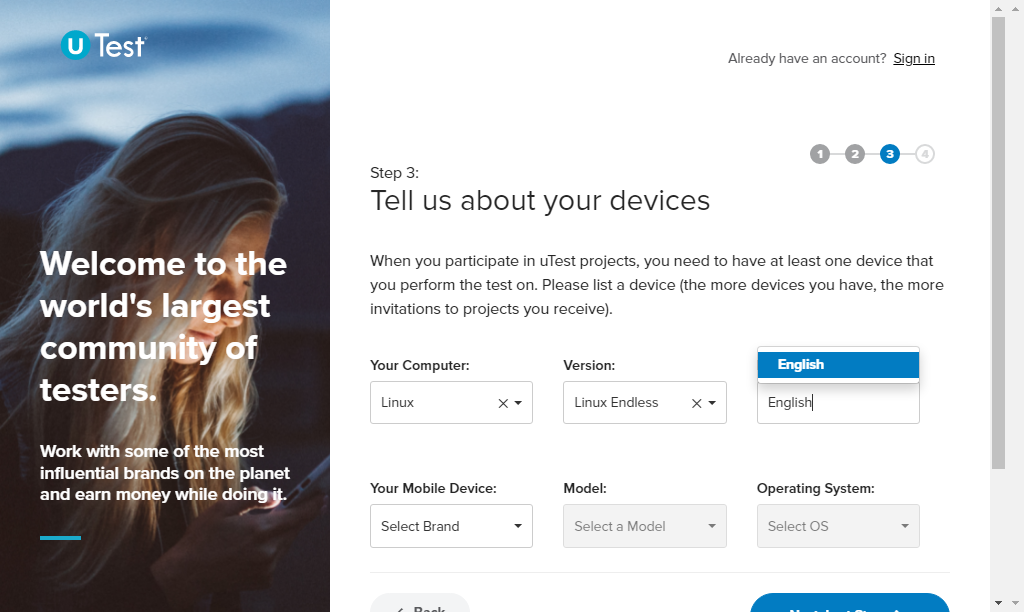 U Test
Welcome to the
world's largest
community of
testers.
Work with some of the most
influential brands on the planet
and earn money while doing it.
Already have an account? Sign in
1 2 3 4
Step 3:
Tell us about your devices
When you participate in uTest projects, you need to have at least one device that
you perform the test on. Please list a device (the more devices you have, the more
invitations to projects you receive).
Your Computer: Version: English
Linux Linux Endless English
Your Mobile Device: Model: Operating System:
Select Brand Select a Model Select OS
Back